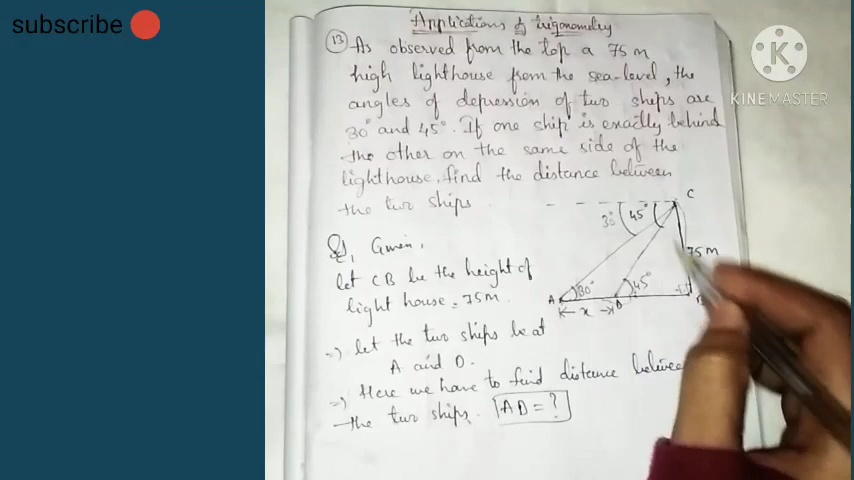 subscribe
KINEMASTER
Applications of trigonometry
13 As observed from the top a 75 m
high lighthouse from the sea-level, the
angles of depression of two ships are
30° and 45°. If one ship is exactly behind
the other on the same side of the
lighthouse, find the distance between
the two ships
C
30° 45°
Given,
75 m
let CB be the height of
light house = 75m.
A 30° D 45° B
x
=) let the two ships be at
A and D.
=) Here we have to find distance between
the two ships. AD = ?